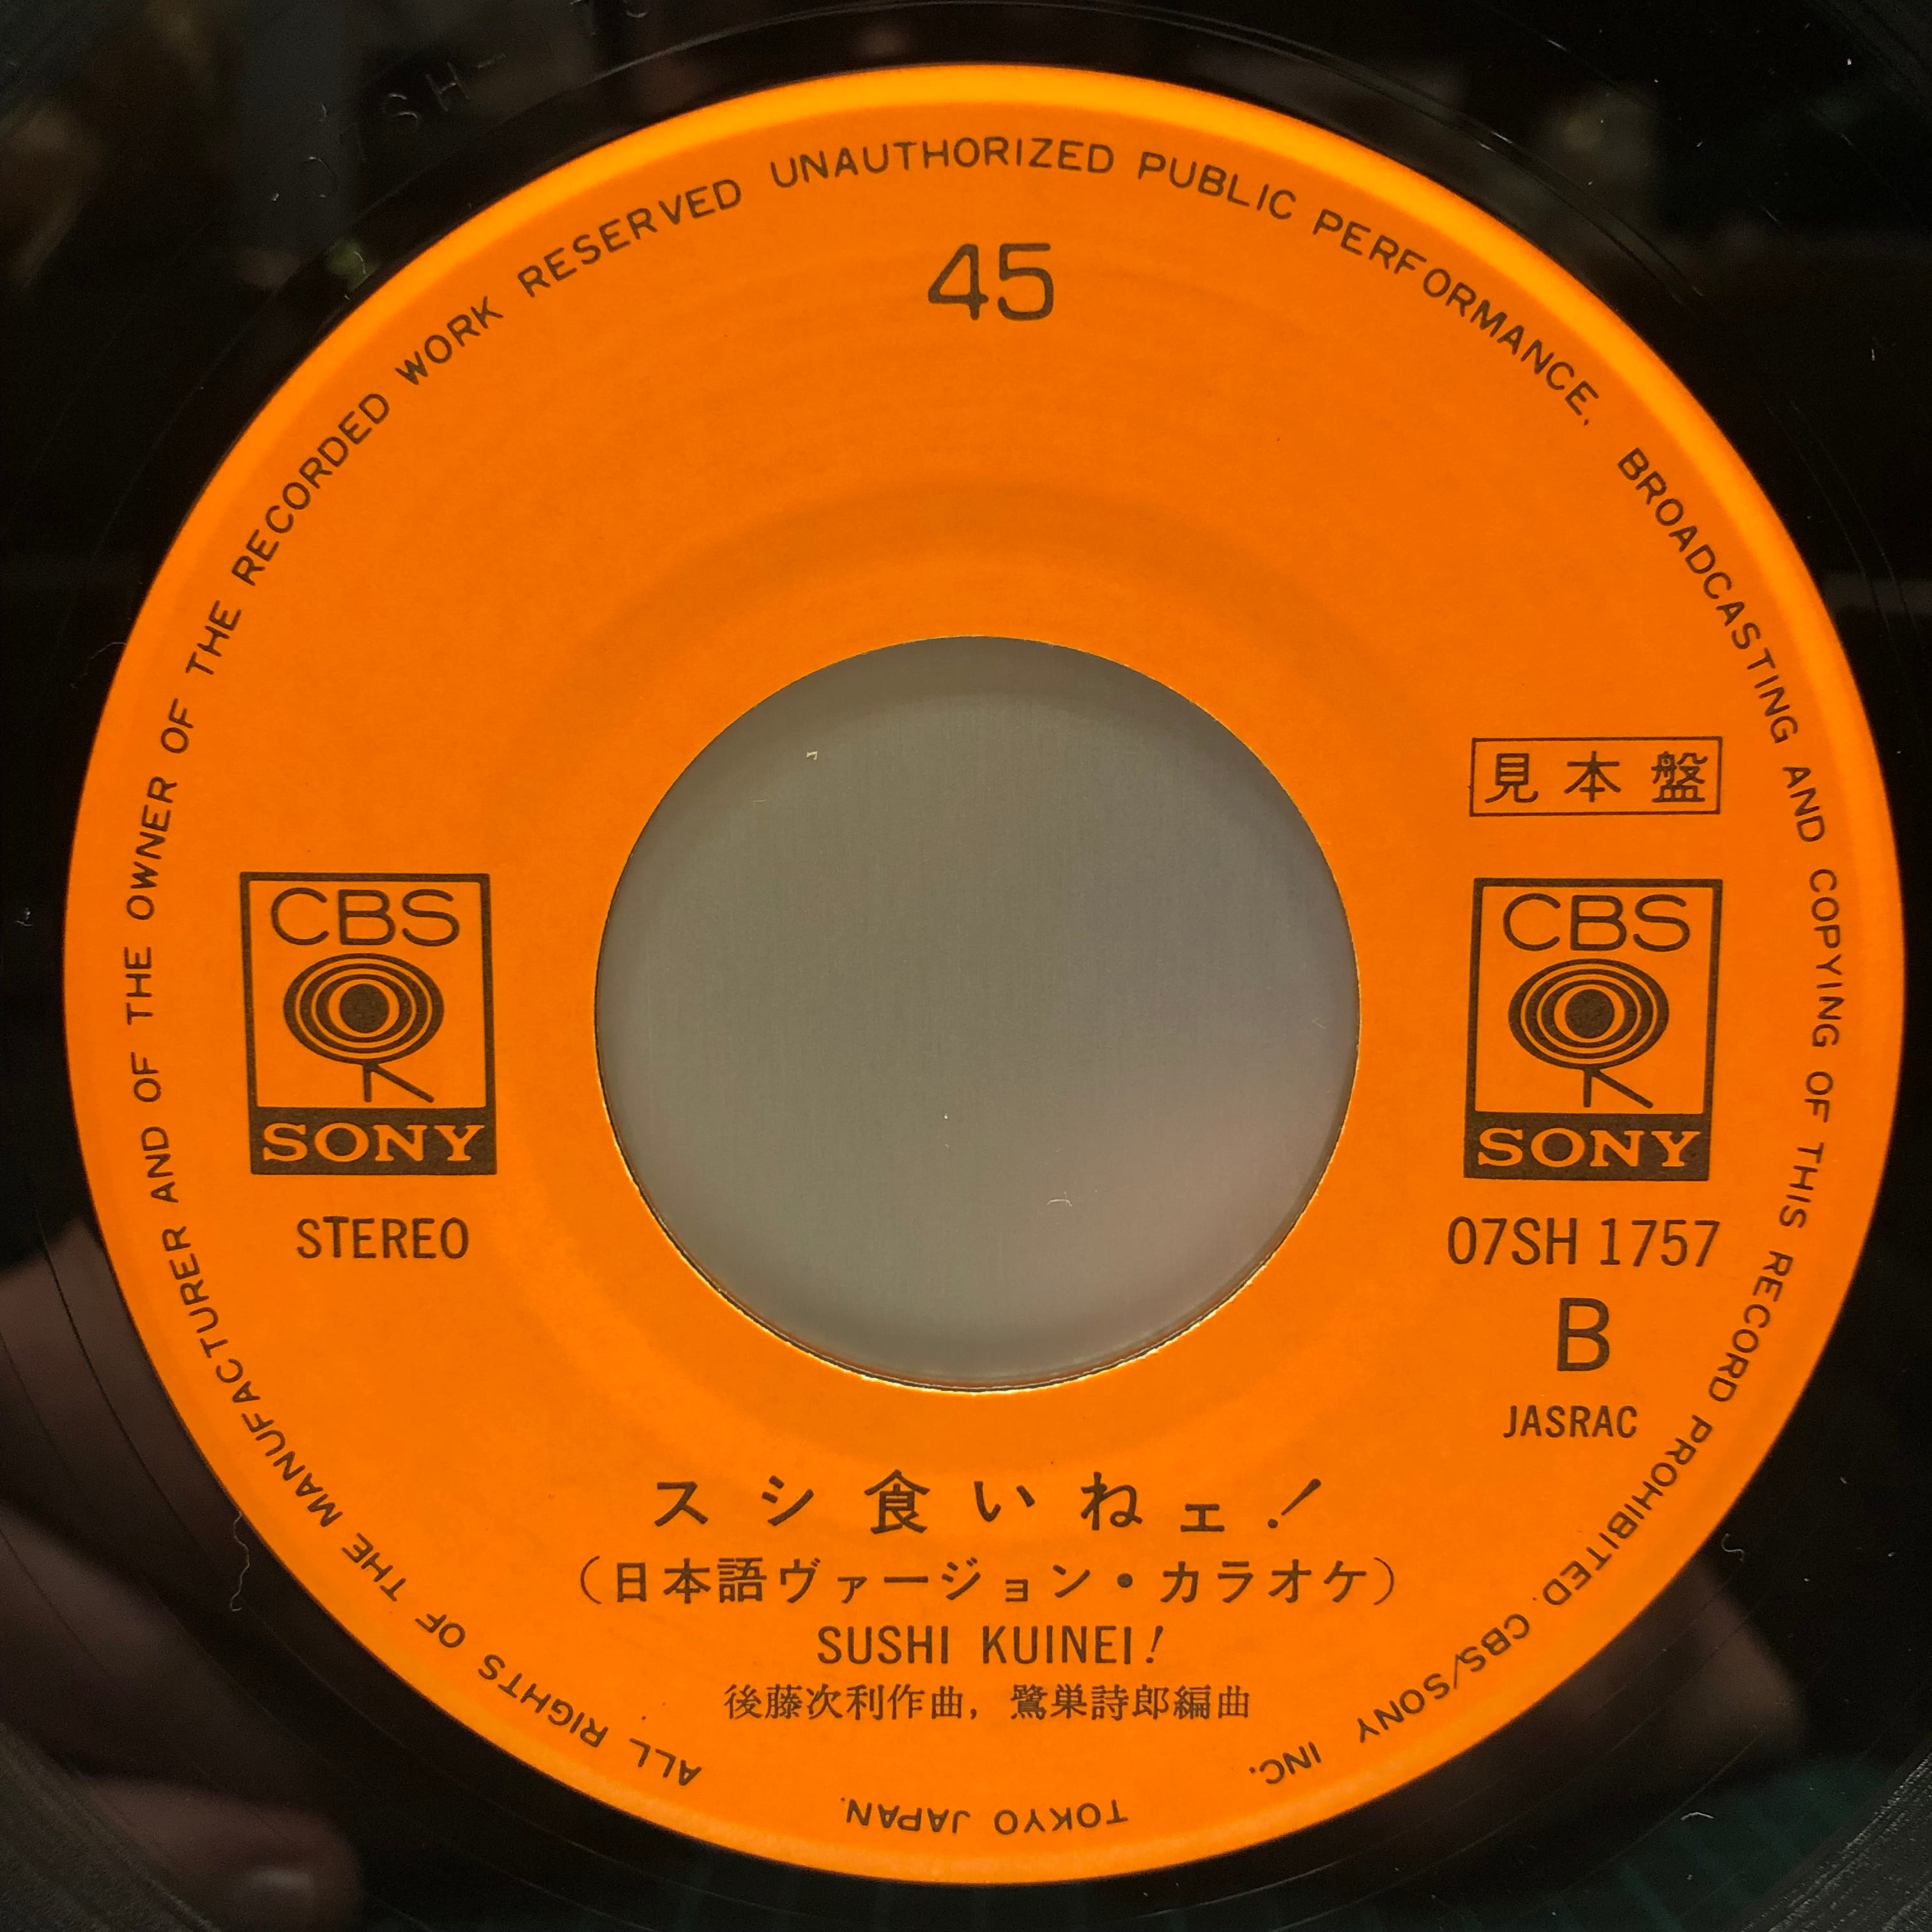 ALL RIGHTS OF THE MANUFACTURER AND OF THE OWNER OF THE RECORDED WORK RESERVED UNAUTHORIZED PUBLIC PERFORMANCE, BROADCASTING AND COPYING OF THIS RECORD PROHIBITED. CBS/SONY INC. TOKYO JAPAN.
45
見本盤
CBS
SONY
STEREO
CBS
SONY
07SH 1757
B
JASRAC
スシ食いねェ!
(日本語ヴァージョン・カラオケ)
SUSHI KUINEI!
後藤次利作曲, 鷺巣詩郎編曲